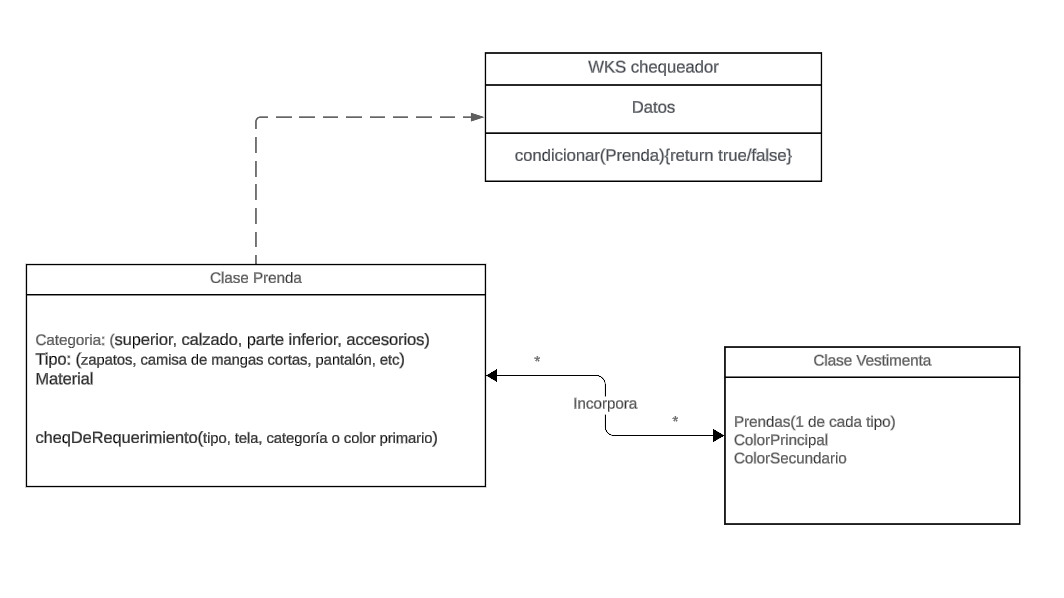 WKS chequeador
Datos
condicionar(Prenda){return true/false}
Clase Prenda
Categoria: (superior, calzado, parte inferior, accesorios)
Tipo: (zapatos, camisa de mangas cortas, pantalón, etc)
Material
cheqDeRequerimiento(tipo, tela, categoría o color primario)
*
Incorpora
*
Clase Vestimenta
Prendas(1 de cada tipo)
ColorPrincipal
ColorSecundario